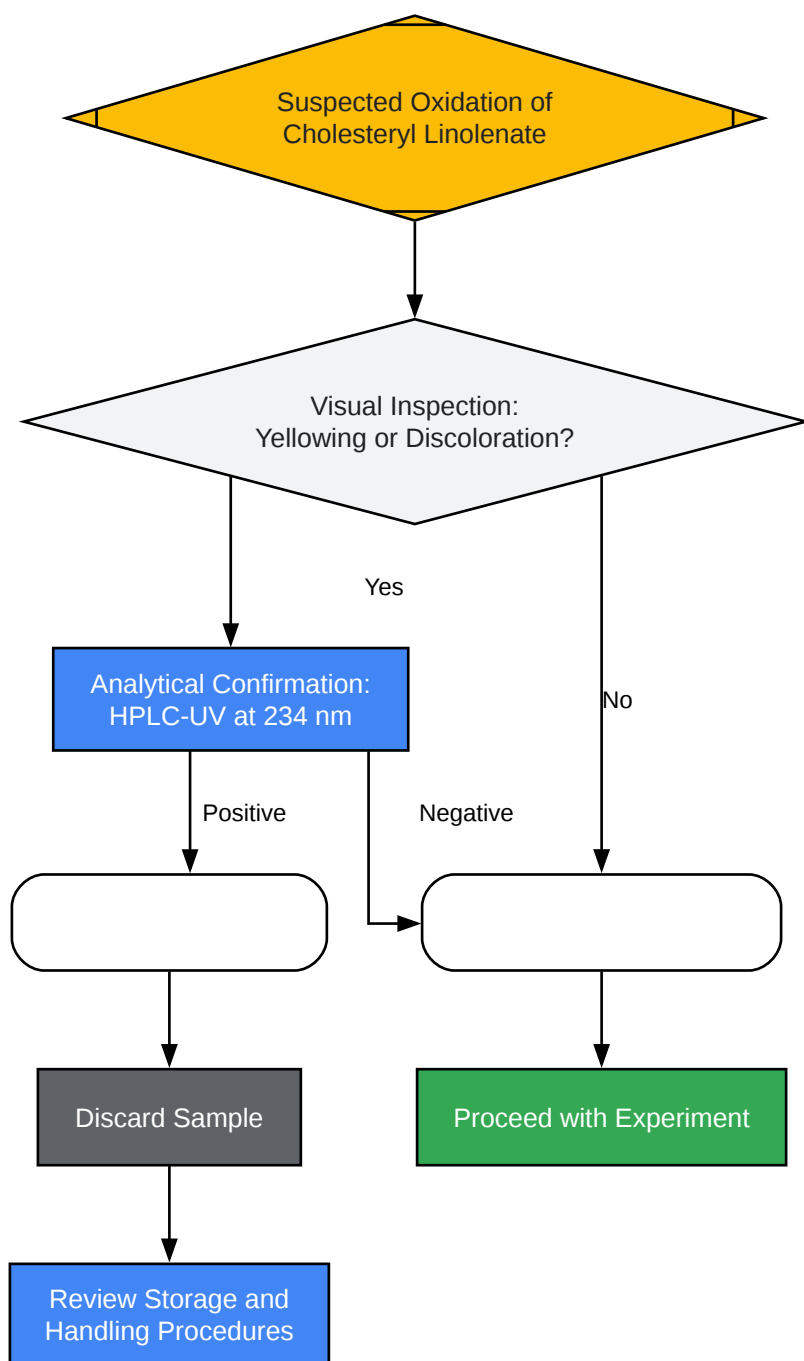 Suspected Oxidation of
Cholesteryl Linolenate
Visual Inspection:
Yellowing or Discoloration?
Yes
Analytical Confirmation:
HPLC-UV at 234 nm
No
Positive
Negative
Discard Sample
Proceed with Experiment
Review Storage and
Handling Procedures